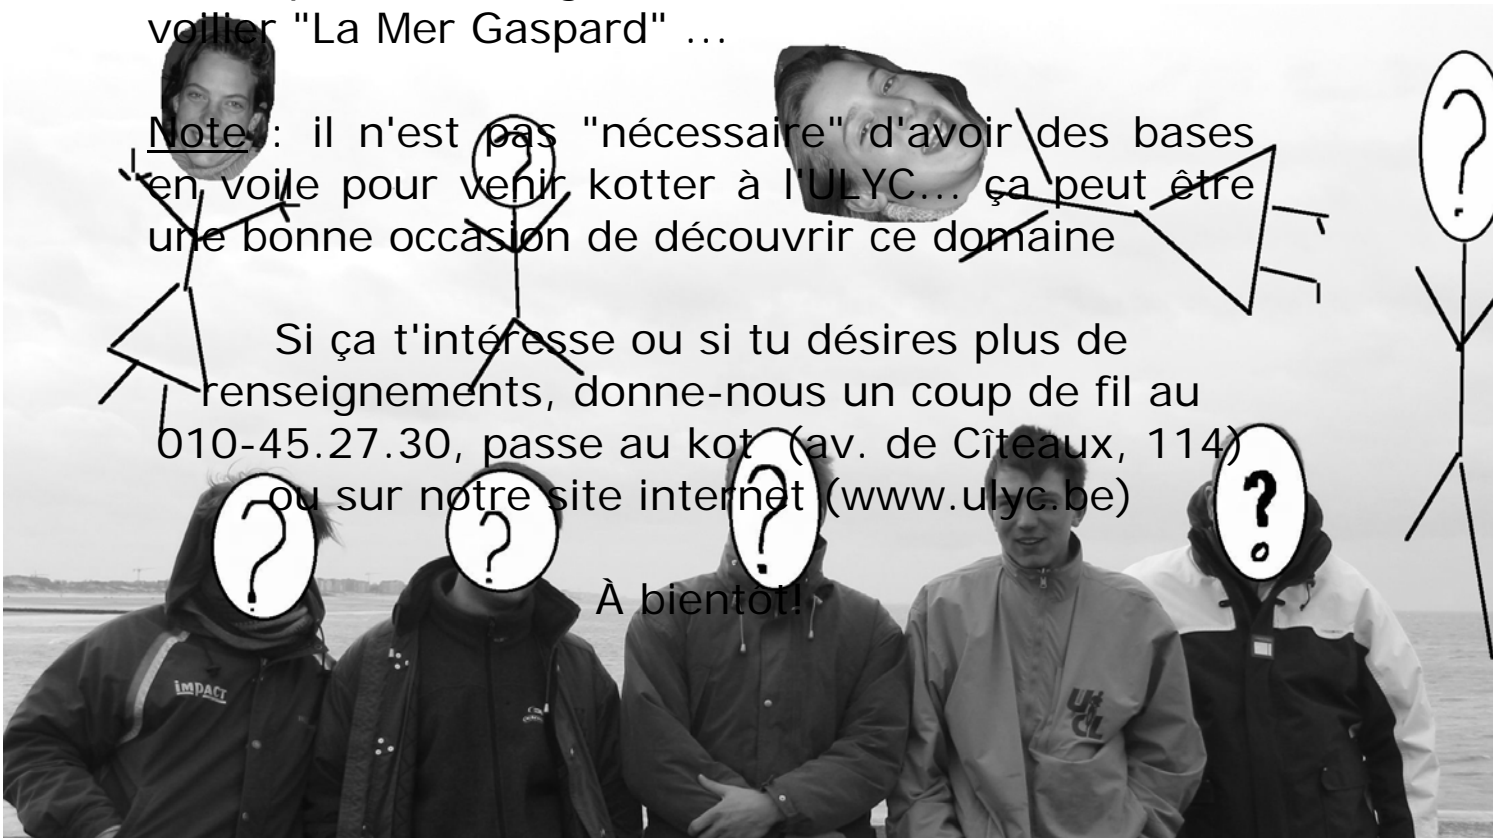 voilier "La Mer Gaspard" ...
Note : il n'est pas "nécessaire" d'avoir des bases
en voile pour venir kotter à l'ULYC... ça peut être
une bonne occasion de découvrir ce domaine
Si ça t'intéresse ou si tu désires plus de
renseignements, donne-nous un coup de fil au
010-45.27.30, passe au kot (av. de Cîteaux, 114)
ou sur notre site internet (www.ulyc.be)
À bientôt!
?
?
?
?
?
?
impact
UCL